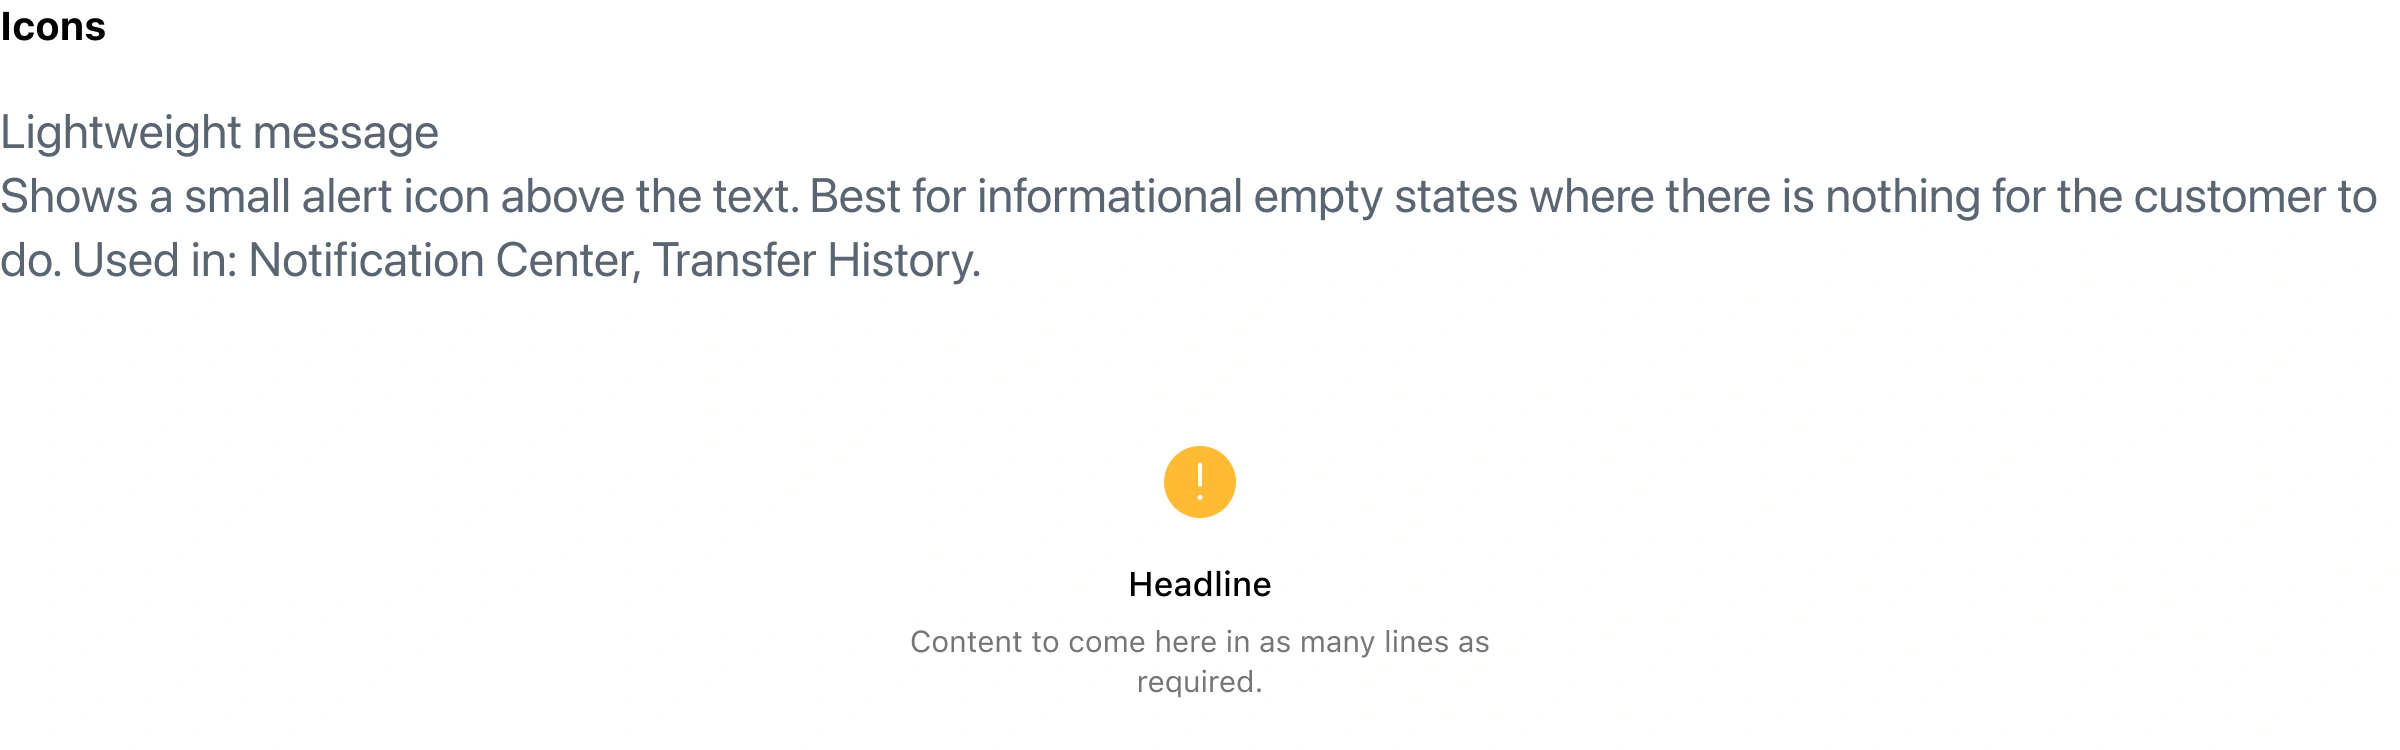 Icons
Lightweight message
Shows a small alert icon above the text. Best for informational empty states where there is nothing for the customer to
do. Used in: Notification Center, Transfer History.
Headline
Content to come here in as many lines as
required.